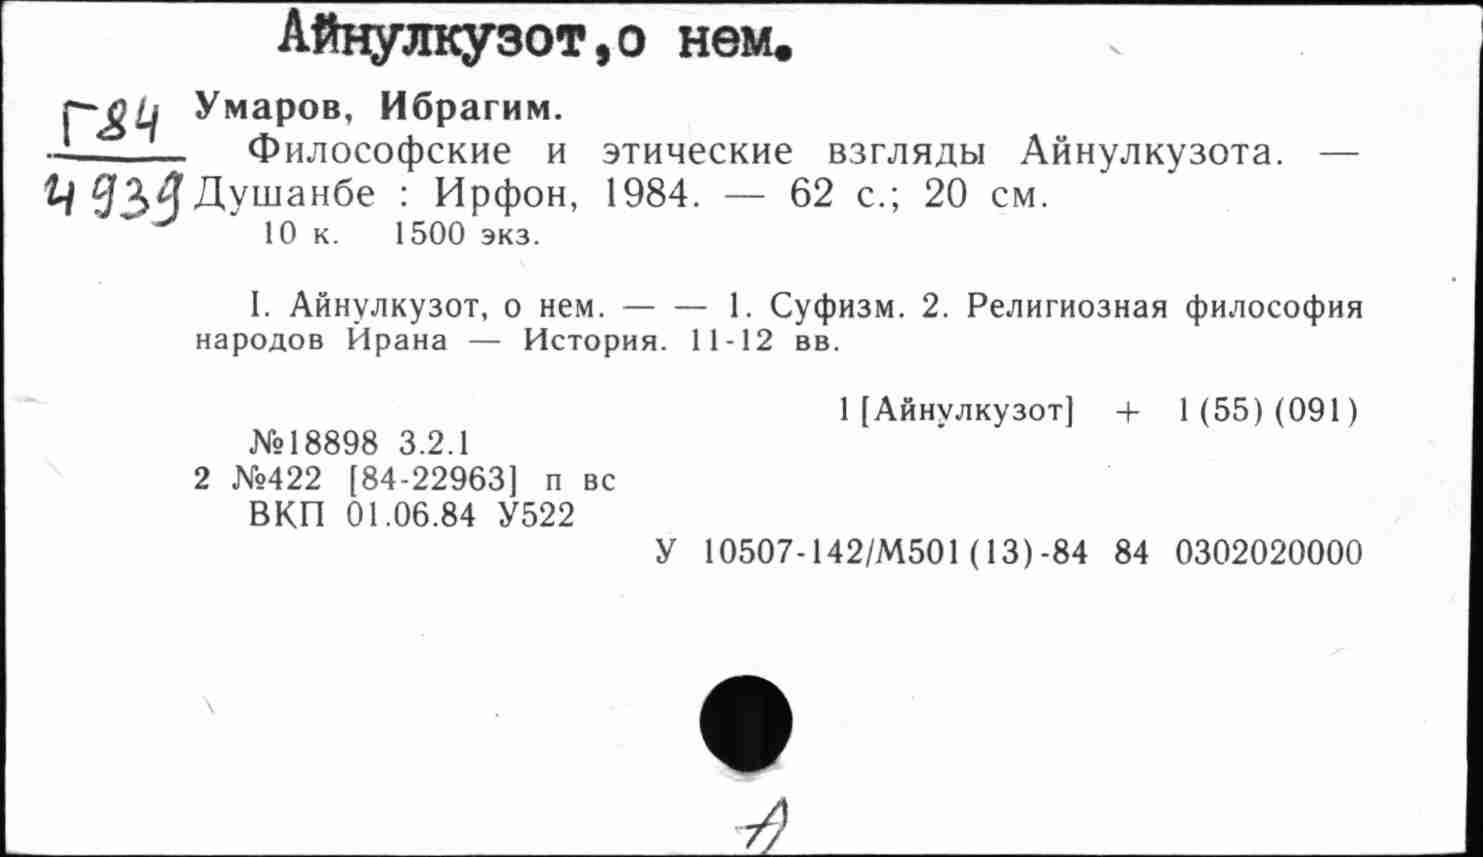 Айнулкузот,о нем.
Г84
4939
Умаров, Ибрагим.
Философские и этические взгляды Айнулкузота. —
Душанбе : Ирфон, 1984. — 62 с.; 20 см.
10 к. 1500 экз.
I. Айнулкузот, о нем. — — 1. Суфизм. 2. Религиозная философия
народов Ирана — История. 11-12 вв.
1 [Айнулкузот] + 1 (55) (091)
№18898 3.2.1
2 №422 [84-22963] п вс
ВКП 01.06.84 У522
У 10507-142/М501 (13)-84 84 0302020000
А